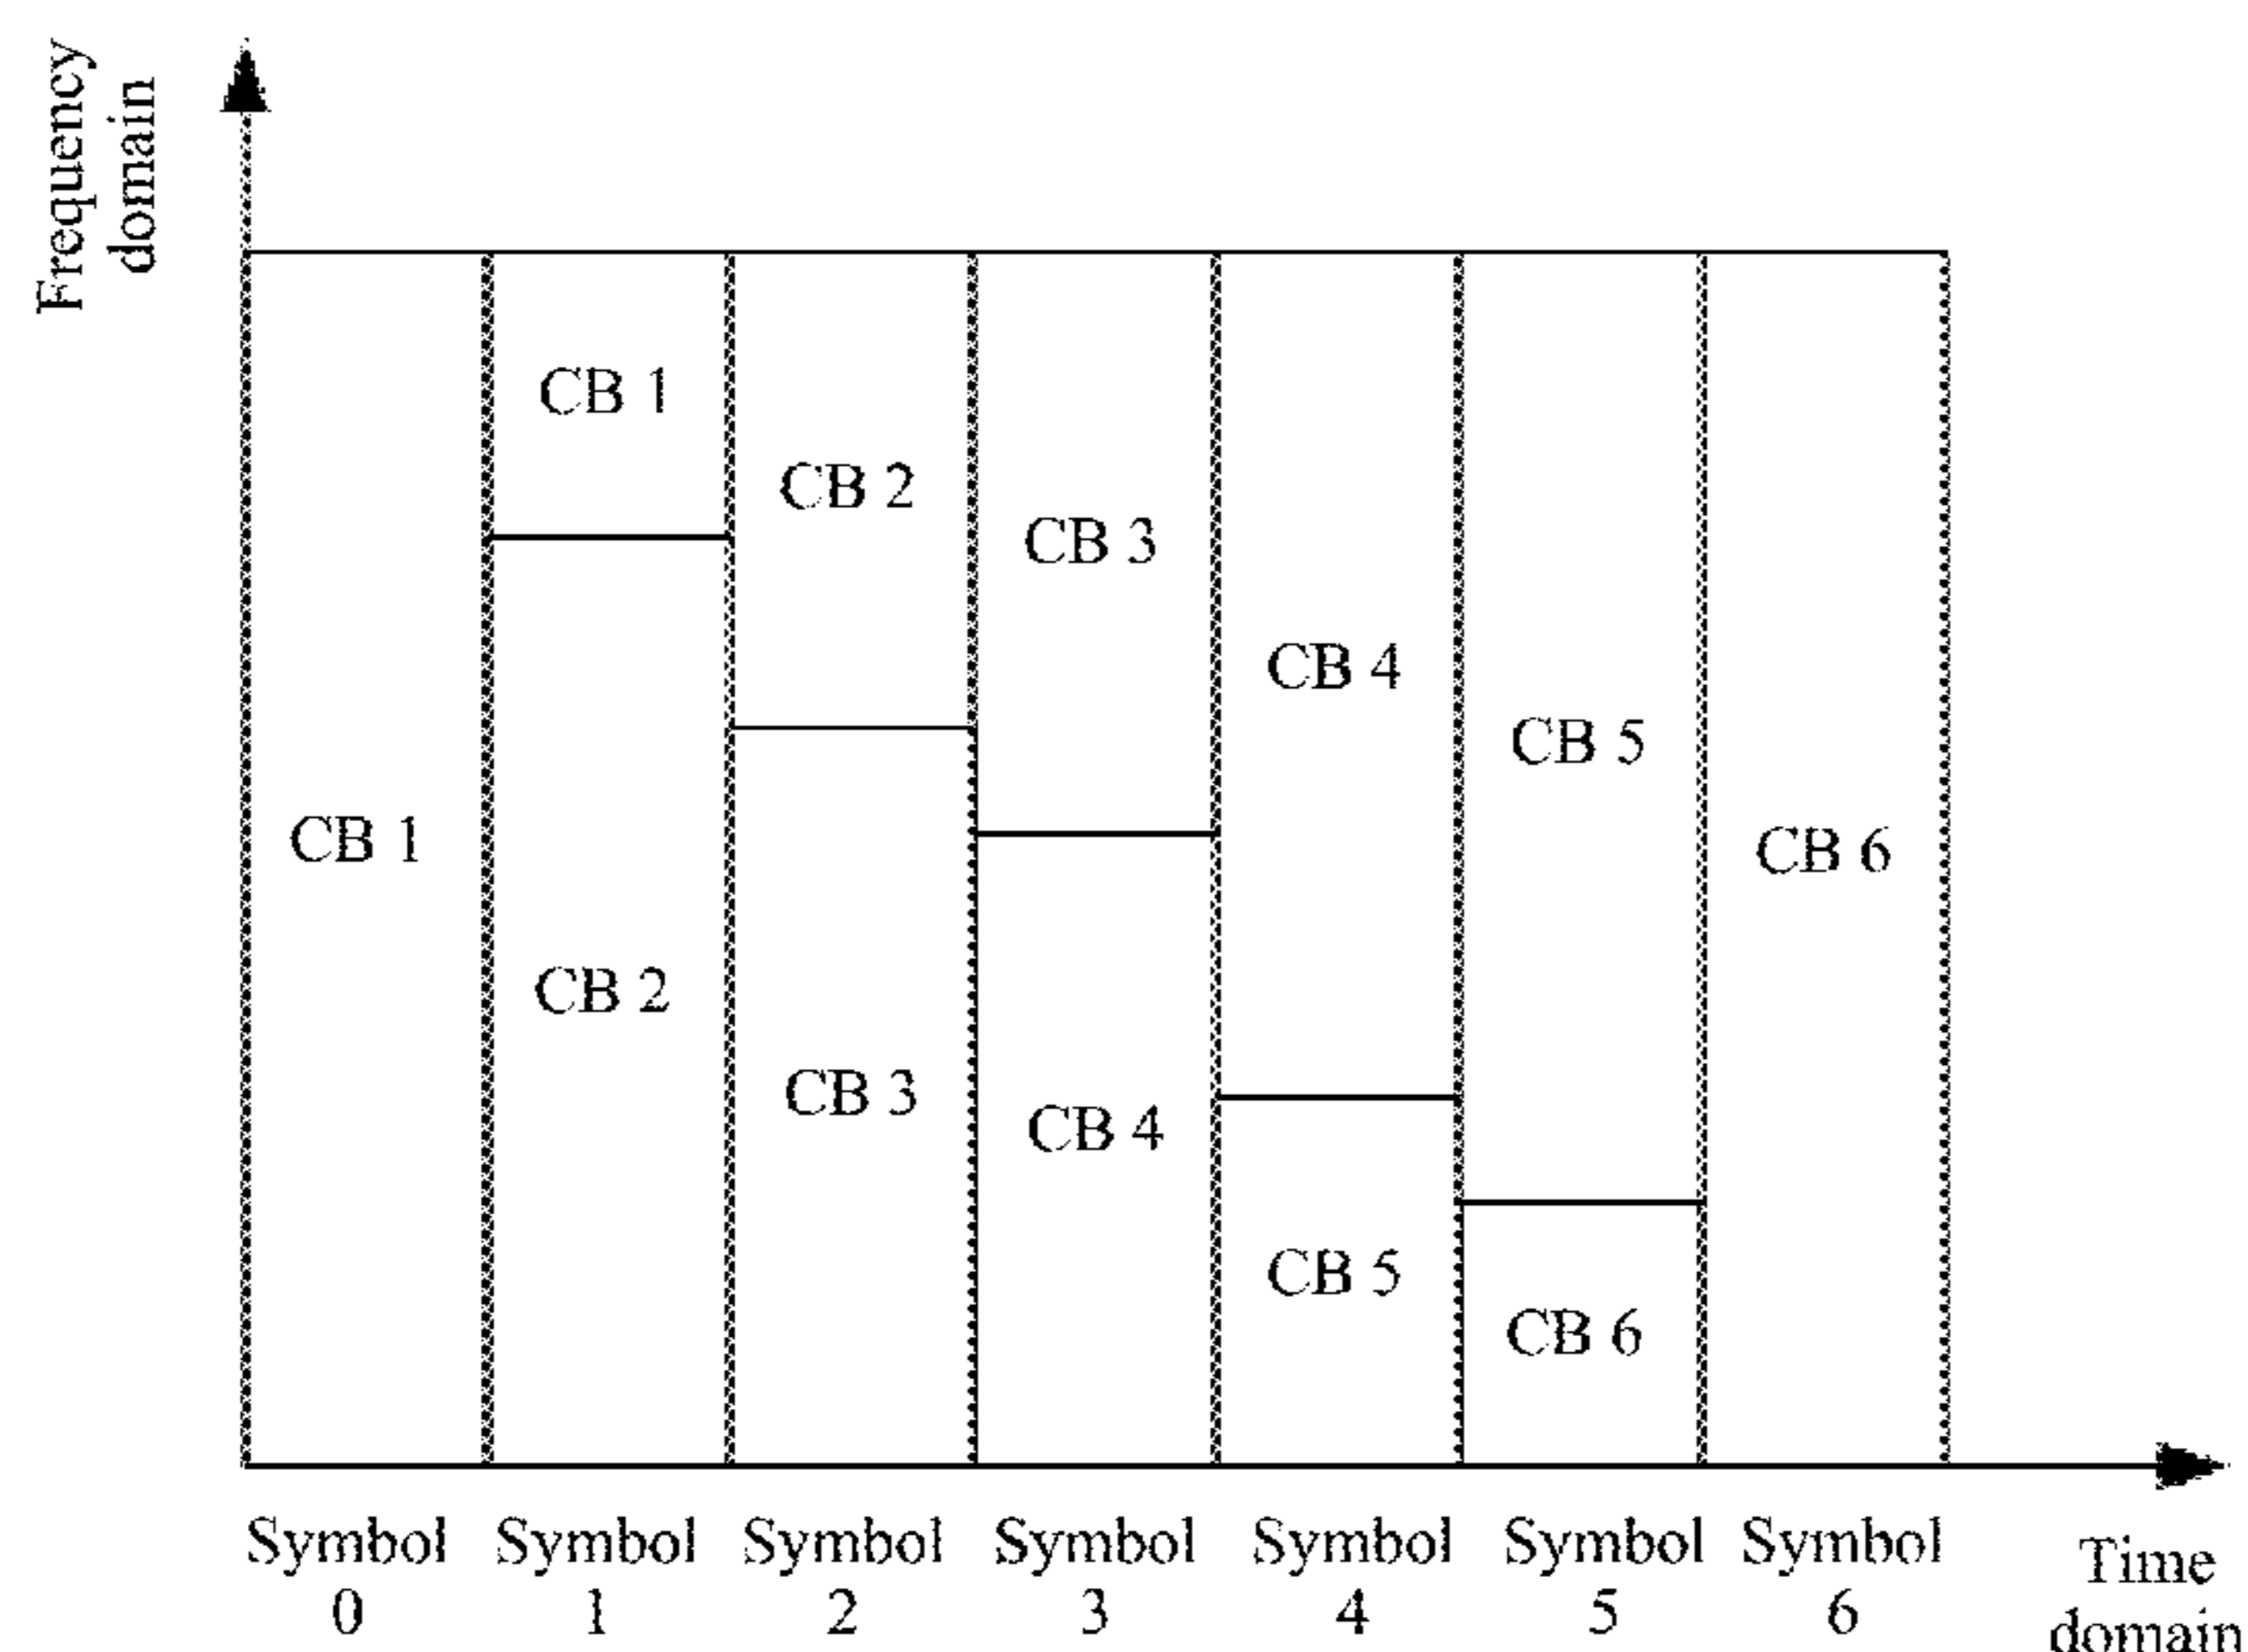 Frequency
domain
CB 1
CB 1
CB 2
CB 2
CB 3
CB 3
CB 4
CB 4
CB 5
CB 5
CB 6
CB 6
Symbol
0
Symbol
1
Symbol
2
Symbol
3
Symbol
4
Symbol
5
Symbol
6
Time
domain